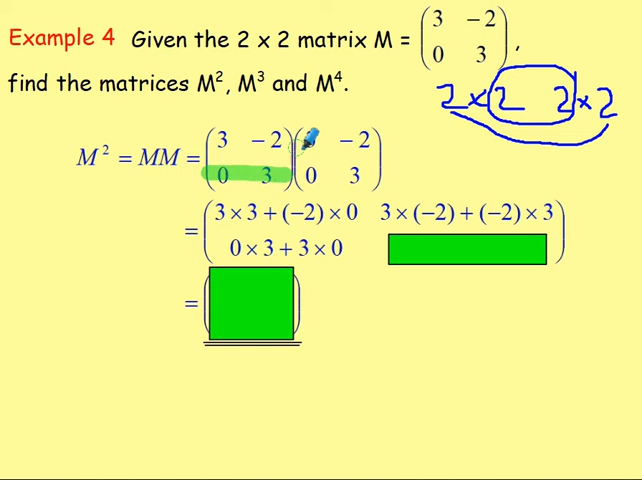 Example 4 Given the 2 x 2 matrix M = ( 3 −2 ; 0 3 ),
find the matrices M², M³ and M⁴.
2 × 2 2 × 2
M² = MM = ( 3 −2 ; 0 3 ) ( −2 ; 0 3 )
= ( 3×3+(−2)×0 3×(−2)+(−2)×3 ; 0×3+3×0 )
= ( )